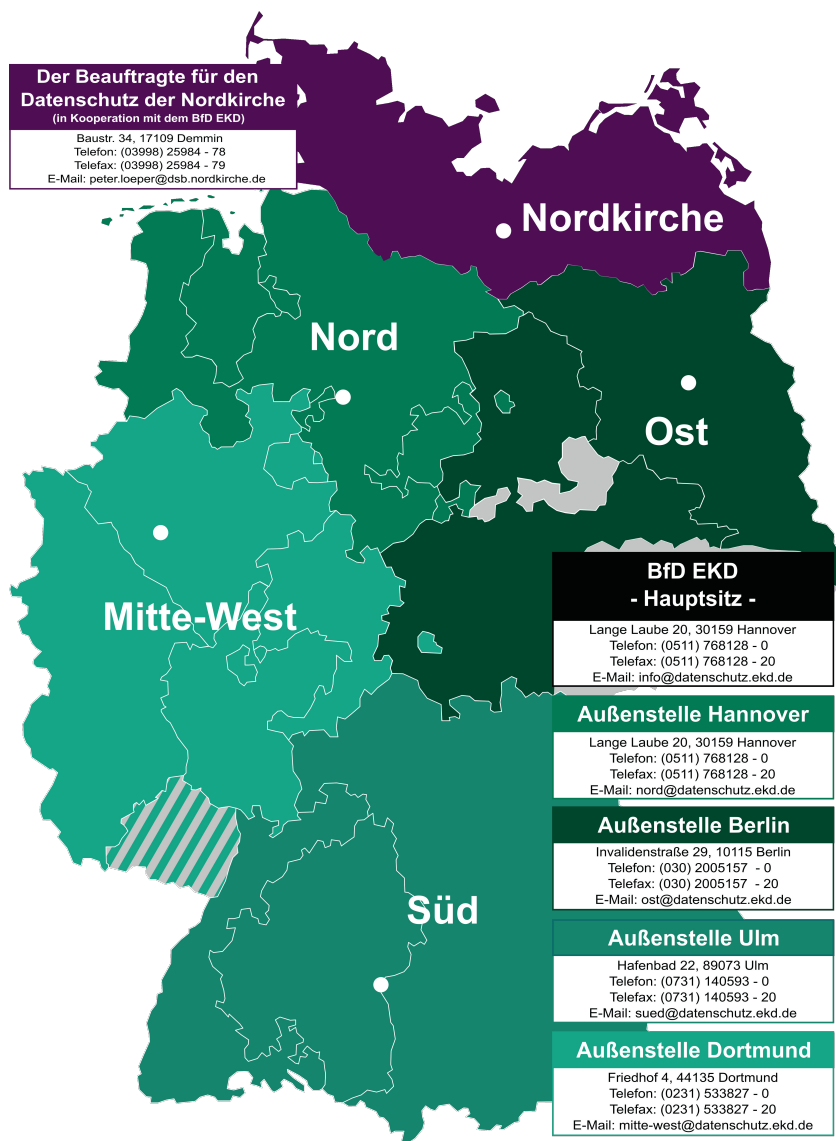 Der Beauftragte für den
Datenschutz der Nordkirche
(in Kooperation mit dem BfD EKD)
Baustr. 34, 17109 Demmin
Telefon: (03998) 25984 - 78
Telefax: (03998) 25984 - 79
E-Mail: peter.loeper@dsb.nordkirche.de
Nordkirche
Nord
Ost
Mitte-West
Süd
BfD EKD
- Hauptsitz -
Lange Laube 20, 30159 Hannover
Telefon: (0511) 768128 - 0
Telefax: (0511) 768128 - 20
E-Mail: info@datenschutz.ekd.de
Außenstelle Hannover
Lange Laube 20, 30159 Hannover
Telefon: (0511) 768128 - 0
Telefax: (0511) 768128 - 20
E-Mail: nord@datenschutz.ekd.de
Außenstelle Berlin
Invalidenstraße 29, 10115 Berlin
Telefon: (030) 2005157 - 0
Telefax: (030) 2005157 - 20
E-Mail: ost@datenschutz.ekd.de
Außenstelle Ulm
Hafenbad 22, 89073 Ulm
Telefon: (0731) 140593 - 0
Telefax: (0731) 140593 - 20
E-Mail: sued@datenschutz.ekd.de
Außenstelle Dortmund
Friedhof 4, 44135 Dortmund
Telefon: (0231) 533827 - 0
Telefax: (0231) 533827 - 20
E-Mail: mitte-west@datenschutz.ekd.de